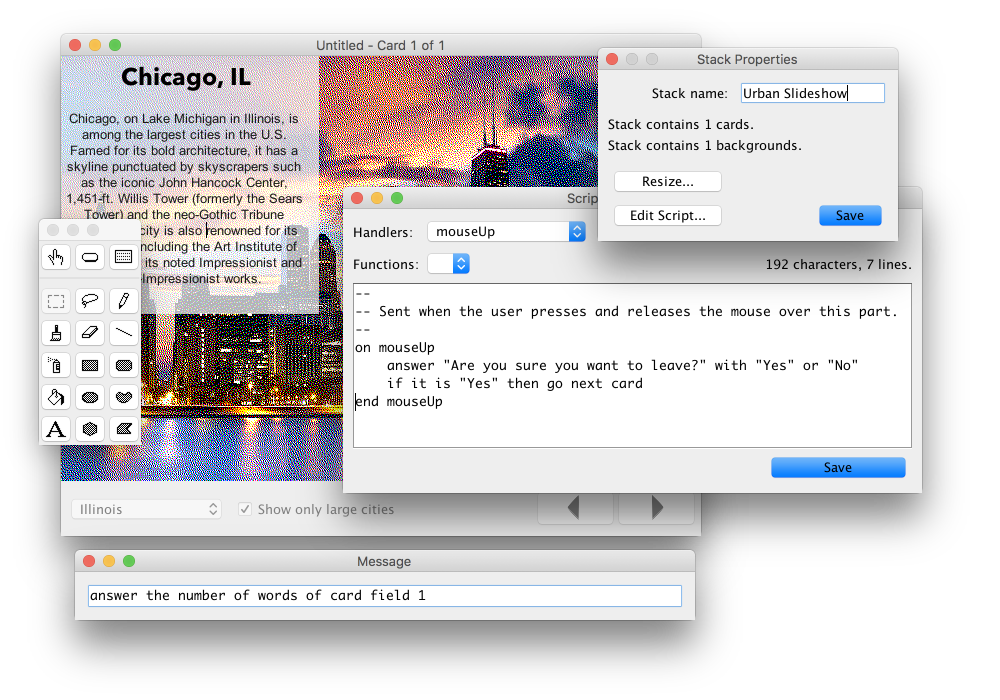 Untitled - Card 1 of 1
Chicago, IL
Chicago, on Lake Michigan in Illinois, is
among the largest cities in the U.S.
Famed for its bold architecture, it has a
skyline punctuated by skyscrapers such
as the iconic John Hancock Center,
1,451-ft. Willis Tower (formerly the Sears
Tower) and the neo-Gothic Tribune
city is also renowned for its
including the Art Institute of
its noted Impressionist and
Impressionist works.
Illinois
Show only large cities
Stack Properties
Stack name: Urban Slideshow
Stack contains 1 cards.
Stack contains 1 backgrounds.
Resize...
Edit Script...
Save
Handlers: mouseUp
Functions:
192 characters, 7 lines.
--
-- Sent when the user presses and releases the mouse over this part.
--
on mouseUp
answer "Are you sure you want to leave?" with "Yes" or "No"
if it is "Yes" then go next card
end mouseUp
Save
A
Message
answer the number of words of card field 1